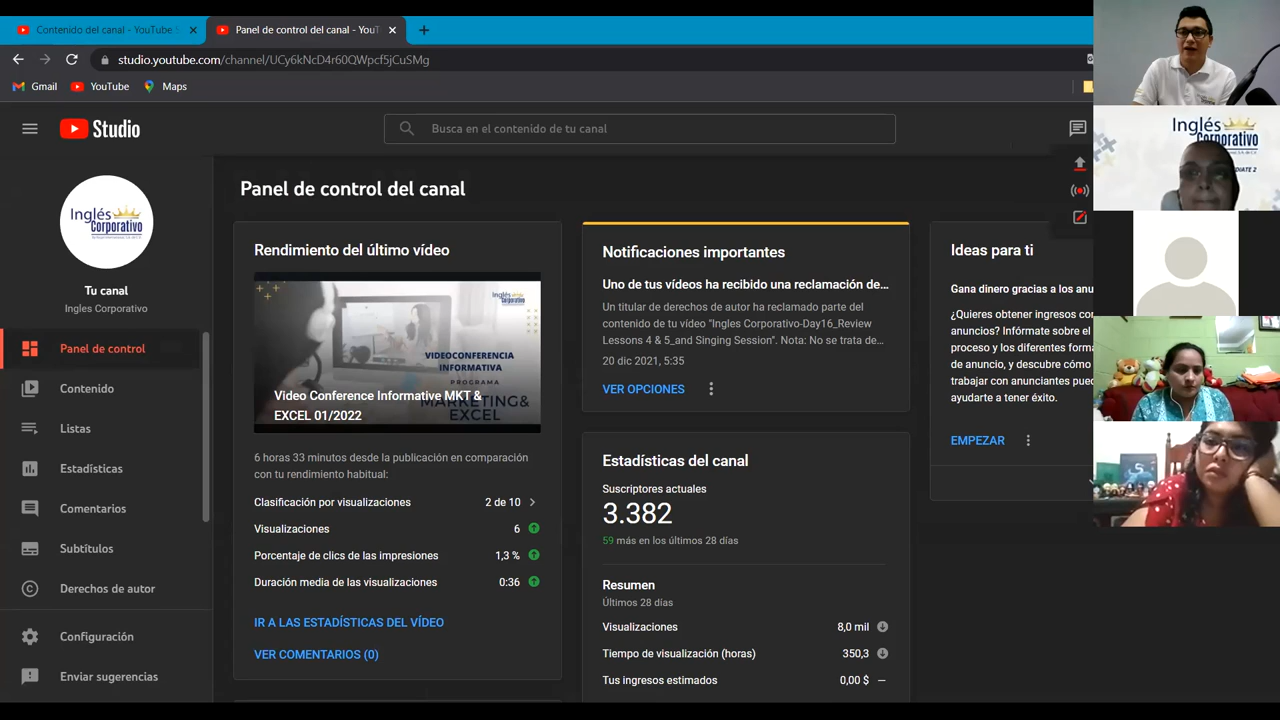 Contenido del canal - YouTube
Panel de control del canal - YouT
studio.youtube.com/channel/UCy6kNcD4r60QWpcf5jCuSMg
Gmail
YouTube
Maps
Studio
Busca en el contenido de tu canal
Inglés
Corporativo
Tu canal
Ingles Corporativo
Panel de control
Contenido
Listas
Estadísticas
Comentarios
Subtítulos
Derechos de autor
Configuración
Enviar sugerencias
Panel de control del canal
Rendimiento del último vídeo
Inglés
Corporativo
VIDEOCONFERENCIA
INFORMATIVA
PROGRAMA
MARKETING&
EXCEL
Video Conference Informative MKT &
EXCEL 01/2022
6 horas 33 minutos desde la publicación en comparación
con tu rendimiento habitual:
Clasificación por visualizaciones 2 de 10
Visualizaciones 6
Porcentaje de clics de las impresiones 1,3 %
Duración media de las visualizaciones 0:36
IR A LAS ESTADÍSTICAS DEL VÍDEO
VER COMENTARIOS (0)
Notificaciones importantes
Uno de tus vídeos ha recibido una reclamación de...
Un titular de derechos de autor ha reclamado parte del
contenido de tu vídeo "Ingles Corporativo-Day16_Review
Lessons 4 & 5_and Singing Session". Nota: No se trata de...
20 dic 2021, 5:35
VER OPCIONES
Estadísticas del canal
Suscriptores actuales
3.382
59 más en los últimos 28 días
Resumen
Últimos 28 días
Visualizaciones 8,0 mil
Tiempo de visualización (horas) 350,3
Tus ingresos estimados 0,00 $ —
Ideas para ti
Gana dinero gracias a los anu
¿Quieres obtener ingresos con
anuncios? Infórmate sobre el
proceso y los diferentes forma
de anuncio, y descubre cómo
trabajar con anunciantes pued
ayudarte a tener éxito.
EMPEZAR
Inglés
Corporativo